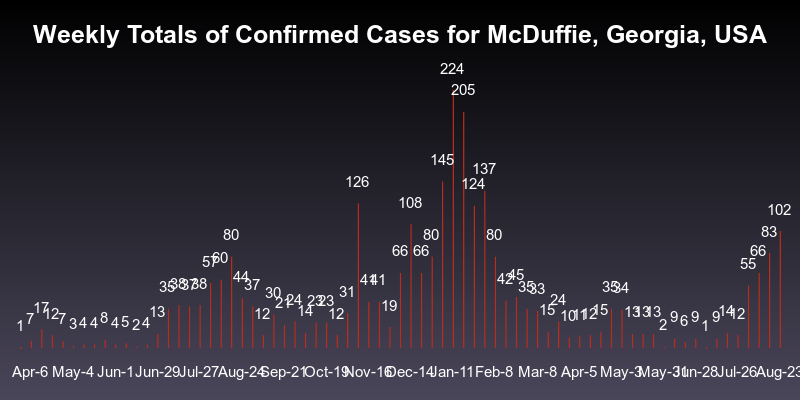 Weekly Totals of Confirmed Cases for McDuffie, Georgia, USA
1 7 17 12 7 3 4 4 8 4 5 2 4 13 35 38 37 38 57 60 80 44 37 12 30 21 24 14 23 23 12 31 126 41 41 19 66 108 66 80 145 224 205 124 137 80 42 45 35 33 15 24 10 11 12 15 35 34 13 13 13 2 9 6 9 1 9 14 12 55 66 83 102
Apr-6 May-4 Jun-1 Jun-29 Jul-27 Aug-24 Sep-21 Oct-19 Nov-16 Dec-14 Jan-11 Feb-8 Mar-8 Apr-5 May-3 May-31 Jun-28 Jul-26 Aug-23